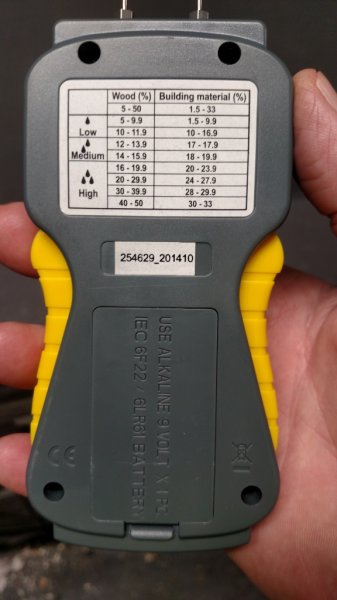 Wood (%) Building material (%)
5 - 50 1.5 - 33
5 - 9.9 1.5 - 9.9
Low 10 - 11.9 10 - 16.9
12 - 13.9 17 - 17.9
Medium 14 - 15.9 18 - 19.9
16 - 19.9 20 - 23.9
20 - 29.9 24 - 27.9
High 30 - 39.9 28 - 29.9
40 - 50 30 - 33
254629_201410
USE ALKALINE 9 VOLT X 1 PC
IEC 6F22 / 6LR61 BATTERY
CE